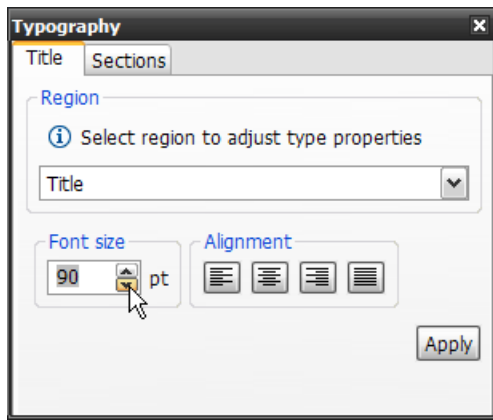 Typography
Title Sections
Region
Select region to adjust type properties
Title
Font size Alignment
90 pt
Apply